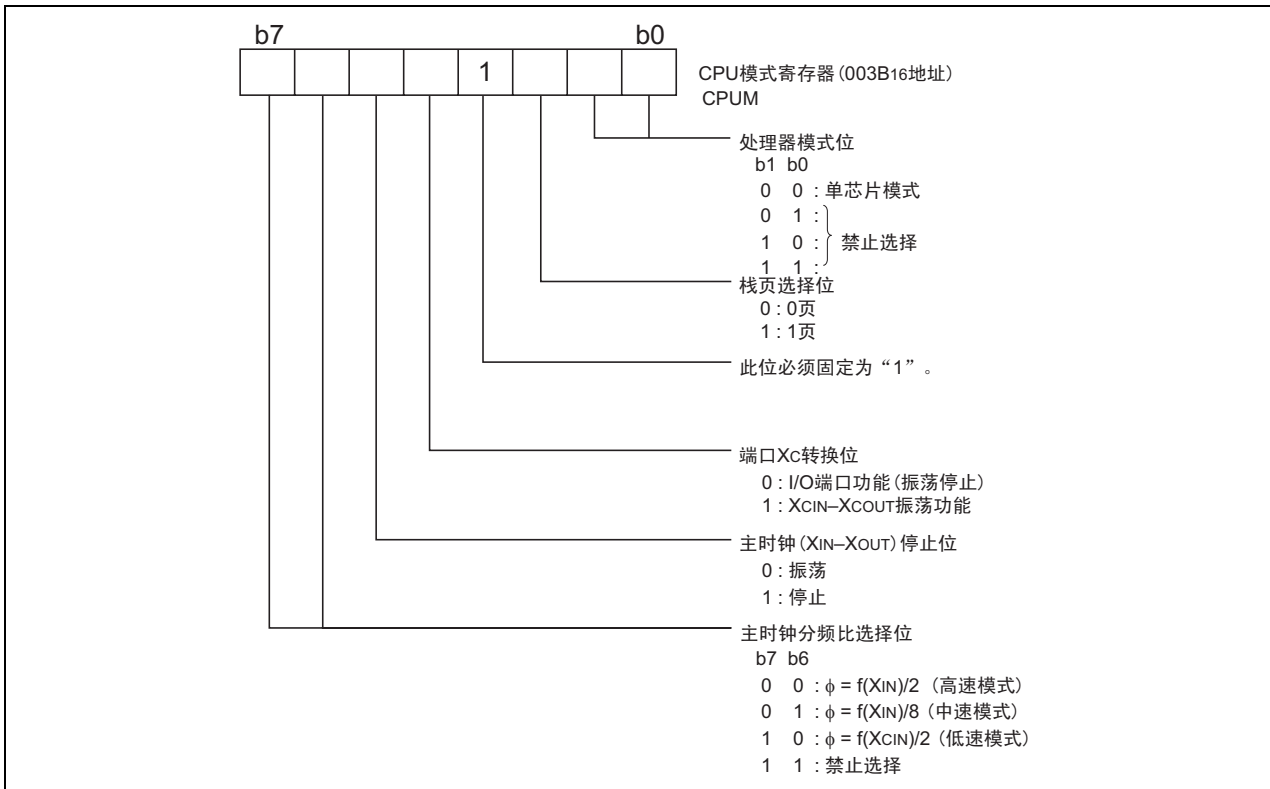 b7 b0
1
CPU模式寄存器(003B16地址)
CPUM
处理器模式位
b1 b0
0 0 : 单芯片模式
0 1 :
1 0 : 禁止选择
1 1 :
栈页选择位
0 : 0页
1 : 1页
此位必须固定为“1”。
端口XC转换位
0 : I/O端口功能(振荡停止)
1 : XCIN–XCOUT振荡功能
主时钟(XIN–XOUT)停止位
0 : 振荡
1 : 停止
主时钟分频比选择位
b7 b6
0 0 : ϕ = f(XIN)/2 (高速模式)
0 1 : ϕ = f(XIN)/8 (中速模式)
1 0 : ϕ = f(XCIN)/2 (低速模式)
1 1 : 禁止选择